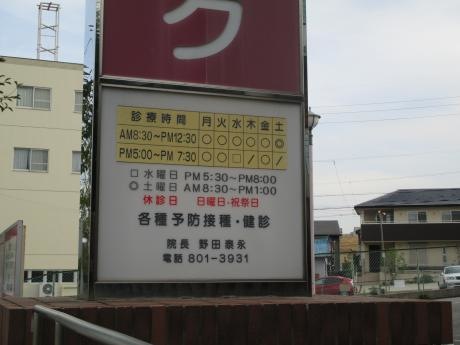 ク
診療時間 月 火 水 木 金 土
AM8:30~PM12:30 ○ ○ ○ ○ ○ ◎
PM5:00~PM 7:30 ○ ○ □ / ○ /
□ 水曜日 PM 5:30~PM8:00
◎ 土曜日 AM 8:30~PM1:00
休診日 日曜日・祝祭日
各種予防接種・健診
院長 野田泰永
電話 801-3931